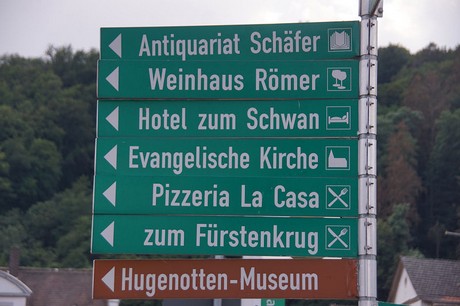 Antiquariat Schäfer
Weinhaus Römer
Hotel zum Schwan
Evangelische Kirche
Pizzeria La Casa
zum Fürstenkrug
Hugenotten-Museum